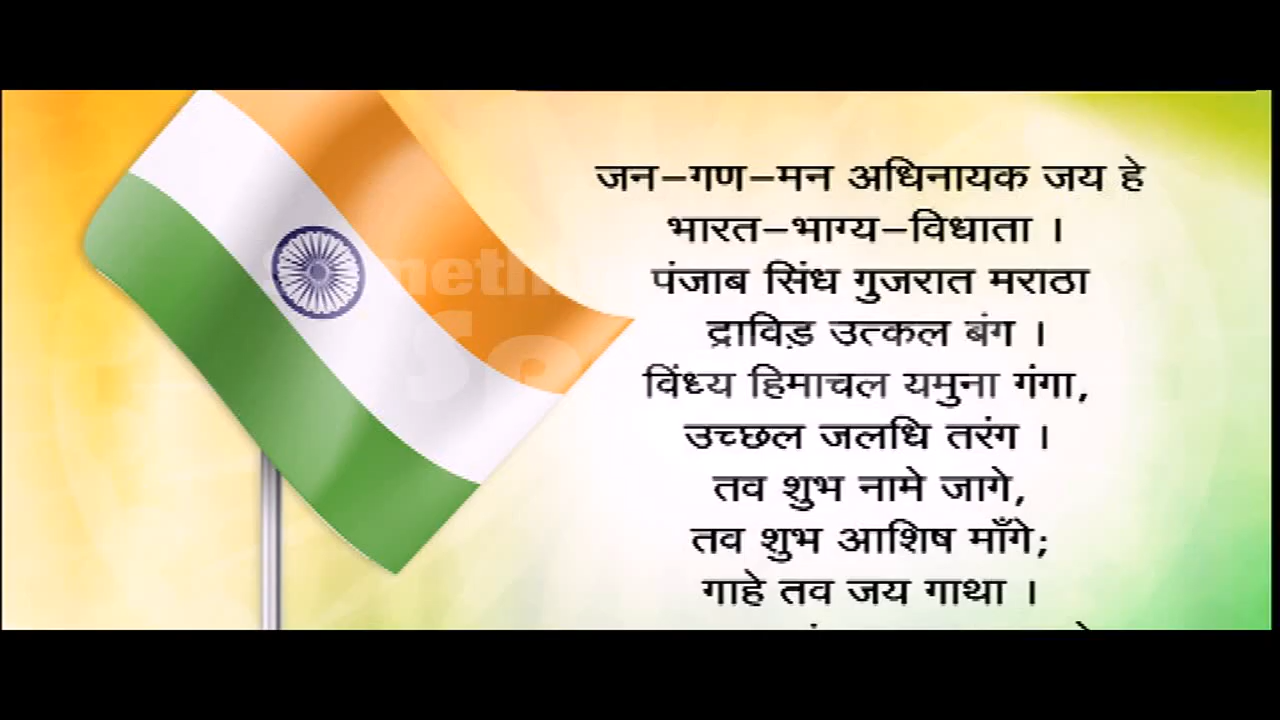 जन–गण–मन अधिनायक जय हे
भारत–भाग्य–विधाता ।
पंजाब सिंध गुजरात मराठा
द्राविड़ उत्कल बंग ।
विंध्य हिमाचल यमुना गंगा,
उच्छल जलधि तरंग ।
तव शुभ नामे जागे,
तव शुभ आशिष माँगे;
गाहे तव जय गाथा ।